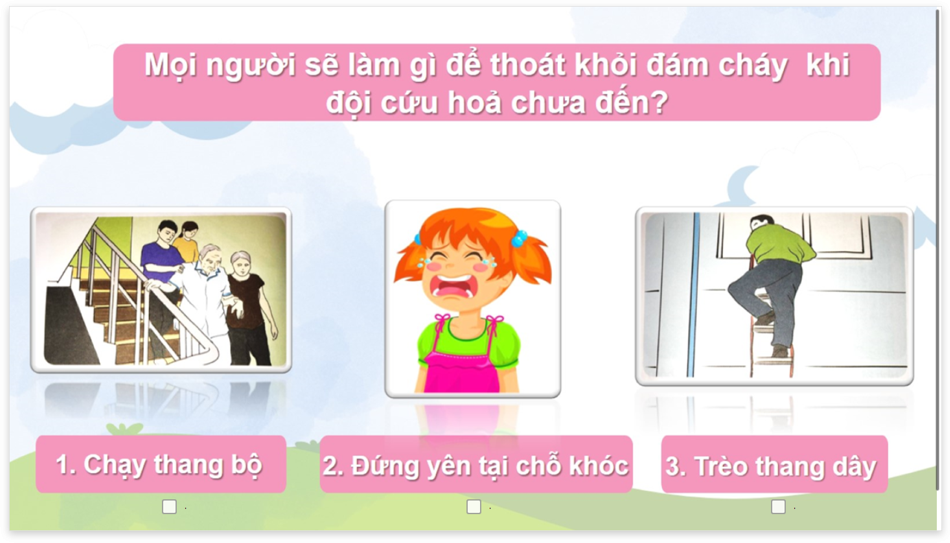 Mọi người sẽ làm gì để thoát khỏi đám cháy khi
đội cứu hoả chưa đến?
1. Chạy thang bộ
2. Đứng yên tại chỗ khóc
3. Trèo thang dây